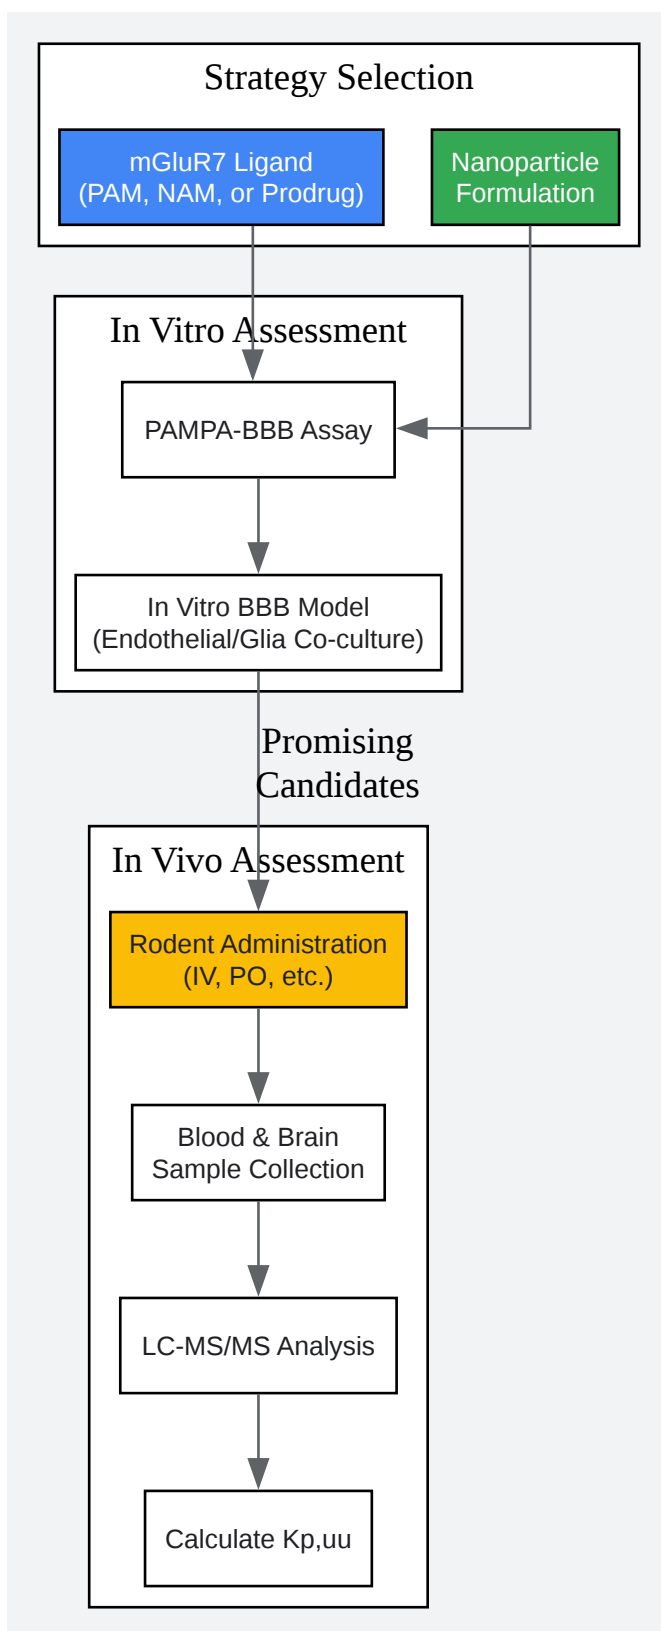 Strategy Selection
mGluR7 Ligand
(PAM, NAM, or Prodrug)
Nanoparticle
Formulation
In Vitro Assessment
PAMPA-BBB Assay
In Vitro BBB Model
(Endothelial/Glia Co-culture)
Promising
Candidates
In Vivo Assessment
Rodent Administration
(IV, PO, etc.)
Blood & Brain
Sample Collection
LC-MS/MS Analysis
Calculate Kp,uu